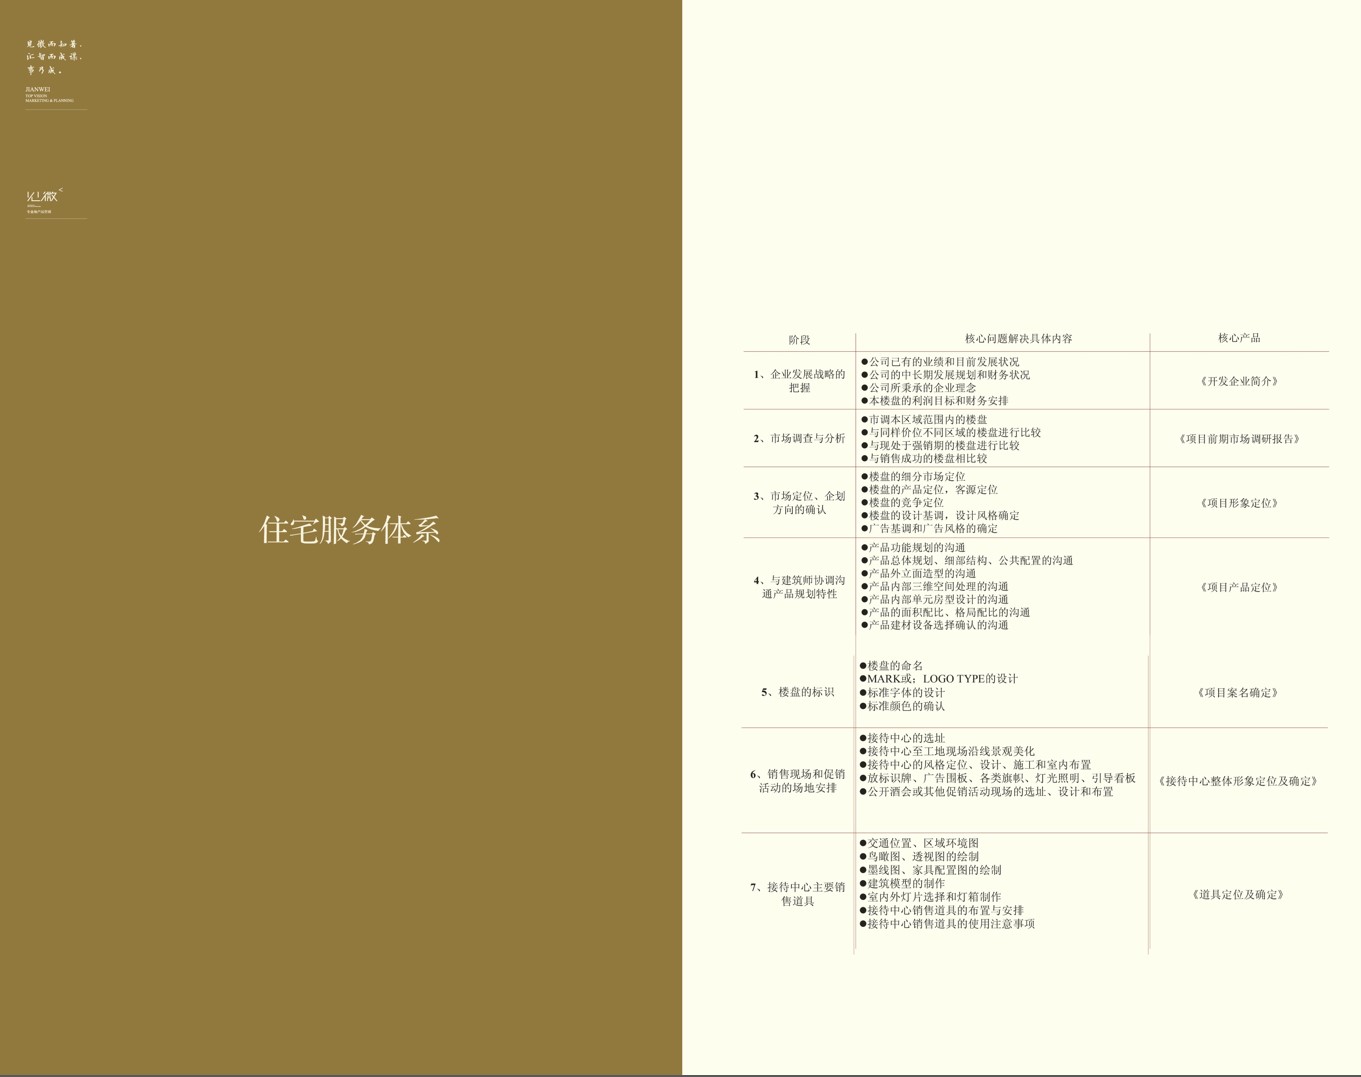 见微而知著，
汇智而成谋，
事乃成。
JIANWEI
TOP VISION
MARKETING & PLANNING
住宅服务体系
阶段
核心问题解决具体内容
核心产品
1、企业发展战略的
把握
●公司已有的业绩和目前发展状况
●公司的中长期发展规划和财务状况
●公司所秉承的企业理念
●本楼盘的利润目标和财务安排
《开发企业简介》
2、市场调查与分析
●市调本区域范围内的楼盘
●与同样价位不同区域的楼盘进行比较
●与现处于强销期的楼盘进行比较
●与销售成功的楼盘相比较
《项目前期市场调研报告》
3、市场定位、企划
方向的确认
●楼盘的细分市场定位
●楼盘的产品定位，客源定位
●楼盘的竞争定位
●楼盘的设计基调，设计风格确定
●广告基调和广告风格的确定
《项目形象定位》
4、与建筑师协调沟
通产品规划特性
●产品功能规划的沟通
●产品总体规划、细部结构、公共配置的沟通
●产品外立面造型的沟通
●产品内部三维空间处理的沟通
●产品内部单元房型设计的沟通
●产品的面积配比、格局配比的沟通
●产品建材设备选择确认的沟通
《项目产品定位》
5、楼盘的标识
●楼盘的命名
●MARK或；LOGO TYPE的设计
●标准字体的设计
●标准颜色的确认
《项目案名确定》
6、销售现场和促销
活动的场地安排
●接待中心的选址
●接待中心至工地现场沿线景观美化
●接待中心的风格定位、设计、施工和室内布置
●放标识牌、广告围板、各类旗帜、灯光照明、引导看板
●公开酒会或其他促销活动现场的选址、设计和布置
《接待中心整体形象定位及确定》
7、接待中心主要销
售道具
●交通位置、区域环境图
●鸟瞰图、透视图的绘制
●墨线图、家具配置图的绘制
●建筑模型的制作
●室内外灯片选择和灯箱制作
●接待中心销售道具的布置与安排
●接待中心销售道具的使用注意事项
《道具定位及确定》